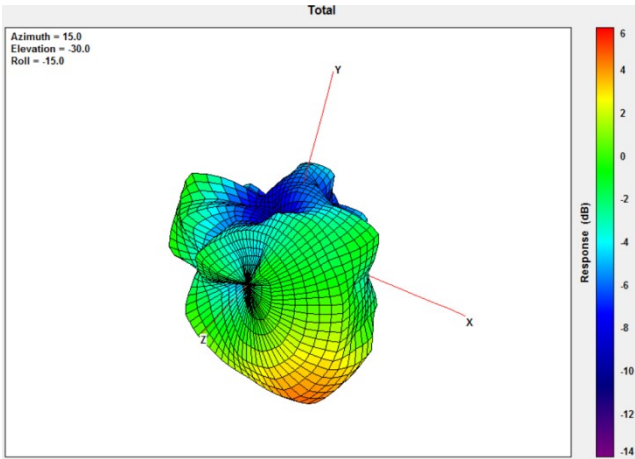 Total
Azimuth = 15.0
Elevation = -30.0
Roll = -15.0
Y
X
Z
6
4
2
0
-2
-4
-6
-8
-10
-12
-14
Response (dB)